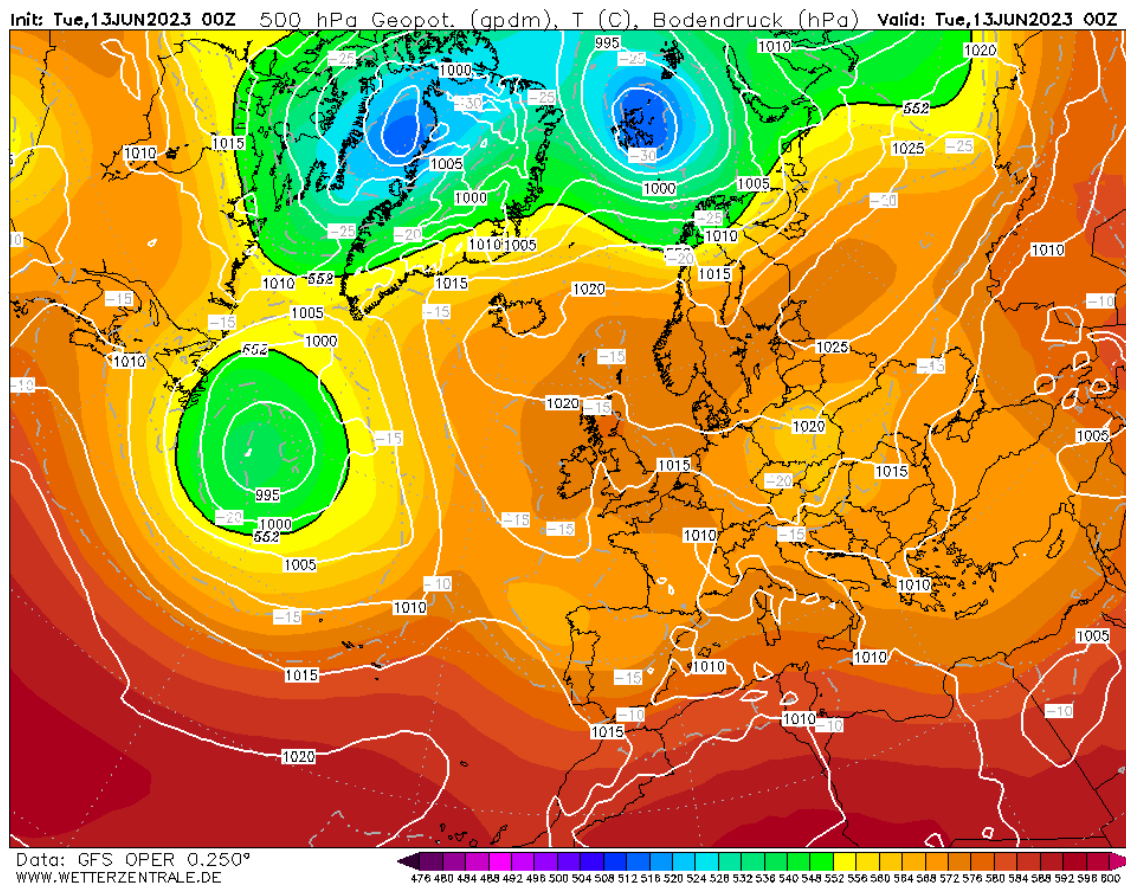 Init: Tue,13JUN2023 00Z 500 hPa Geopot. (gpdm), T (C), Bodendruck (hPa) Valid: Tue,13JUN2023 00Z
995 1010 1020
-25 1000 -25
-30 -25 552
1015 1010 1025 -25
1005 -30 1005
1000 1000 -30
-25 -20 -25 1010
1010 1005 1010
552 -20 1015
1010 1015 1020 -10
-15 1005 -15
-15 1000
1010 552 -15 1025 -15
-10
1020 -15 1020
-15 1005
1015 1015
995 -20
-20 1000 -15
552 -15 1010 -15
1005
-10 1010
1010
-15
1005
1010
1015 1010
-15
-10
-10 1010 -10
1015
1020
Data: GFS OPER 0.250°
WWW.WETTERZENTRALE.DE
476 480 484 488 492 496 500 504 508 512 516 520 524 528 532 536 540 544 548 552 556 560 564 568 572 576 580 584 588 592 596 600